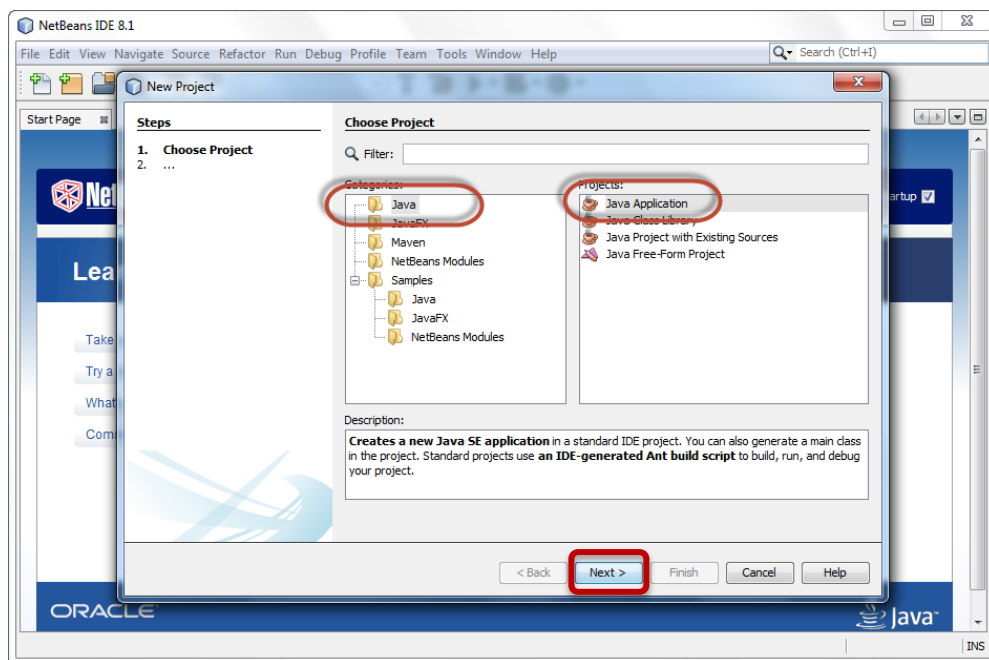 NetBeans IDE 8.1
File Edit View Navigate Source Refactor Run Debug Profile Team Tools Window Help
Search (Ctrl+I)
New Project
Start Page
Steps
1. Choose Project
2. ...
Choose Project
Filter:
Categories:
Java
JavaFX
Maven
NetBeans Modules
Samples
Java
JavaFX
NetBeans Modules
Projects:
Java Application
Java Class Library
Java Project with Existing Sources
Java Free-Form Project
Description:
Creates a new Java SE application in a standard IDE project. You can also generate a main class
in the project. Standard projects use an IDE-generated Ant build script to build, run, and debug
your project.
< Back
Next >
Finish
Cancel
Help
Net
artup
Lea
Take
Try a
What
Com
ORACLE
Java
INS